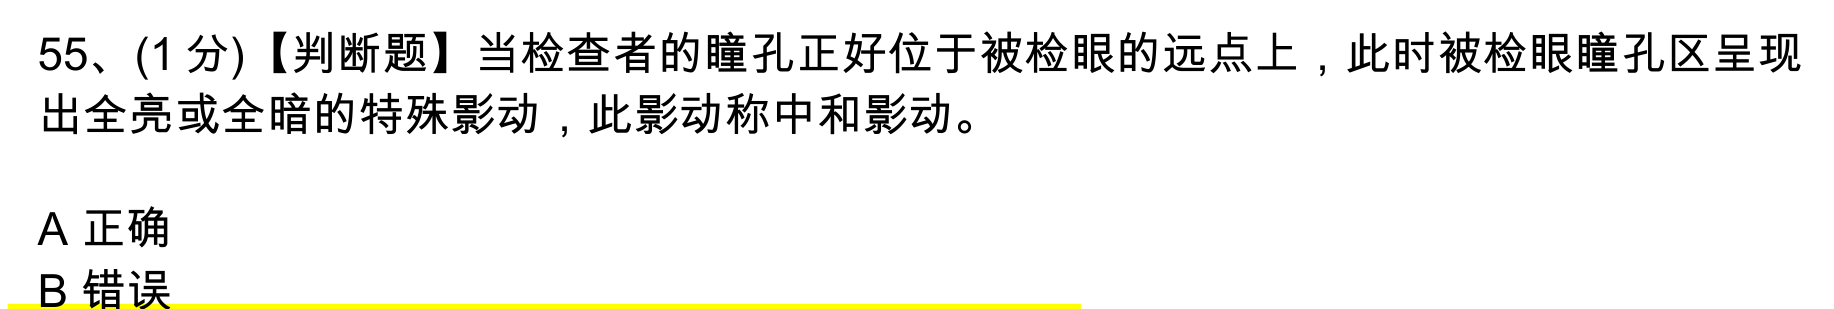 55、(1 分)【判断题】当检查者的瞳孔正好位于被检眼的远点上，此时被检眼瞳孔区呈现
出全亮或全暗的特殊影动，此影动称中和影动。
A 正确
B 错误